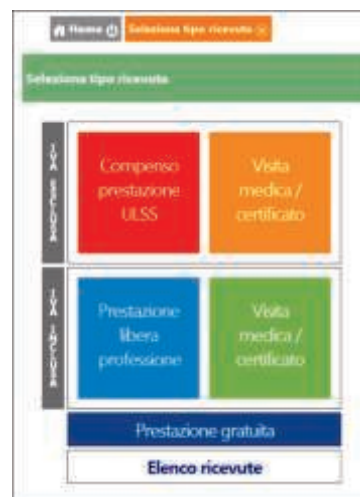 Home
Seleziona tipo ricevuta
Seleziona tipo ricevuta
IVA ESCLUSA
Compenso
prestazione
ULSS
Visita
medica /
certificato
IVA INCLUSA
Prestazione
libera
professione
Visita
medica /
certificato
Prestazione gratuita
Elenco ricevute